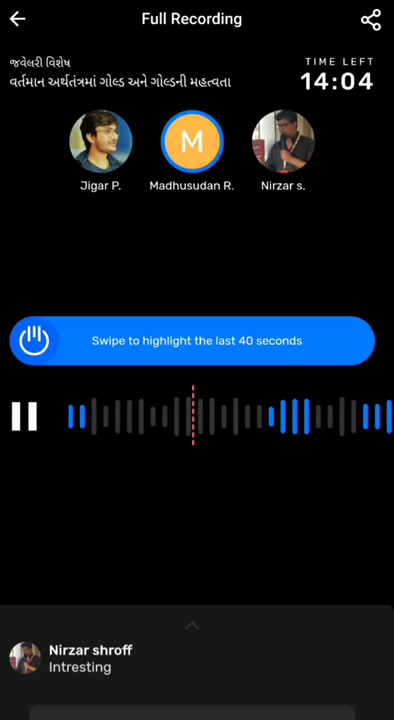 Full Recording
જ્વેલરી વિશેષ
વર્તમાન અર્થતંત્રમાં ગોલ્ડ અને ગોલ્ડની મહત્વતા
TIME LEFT
14:04
M
Jigar P.
Madhusudan R.
Nirzar s.
Swipe to highlight the last 40 seconds
Nirzar shroff
Intresting